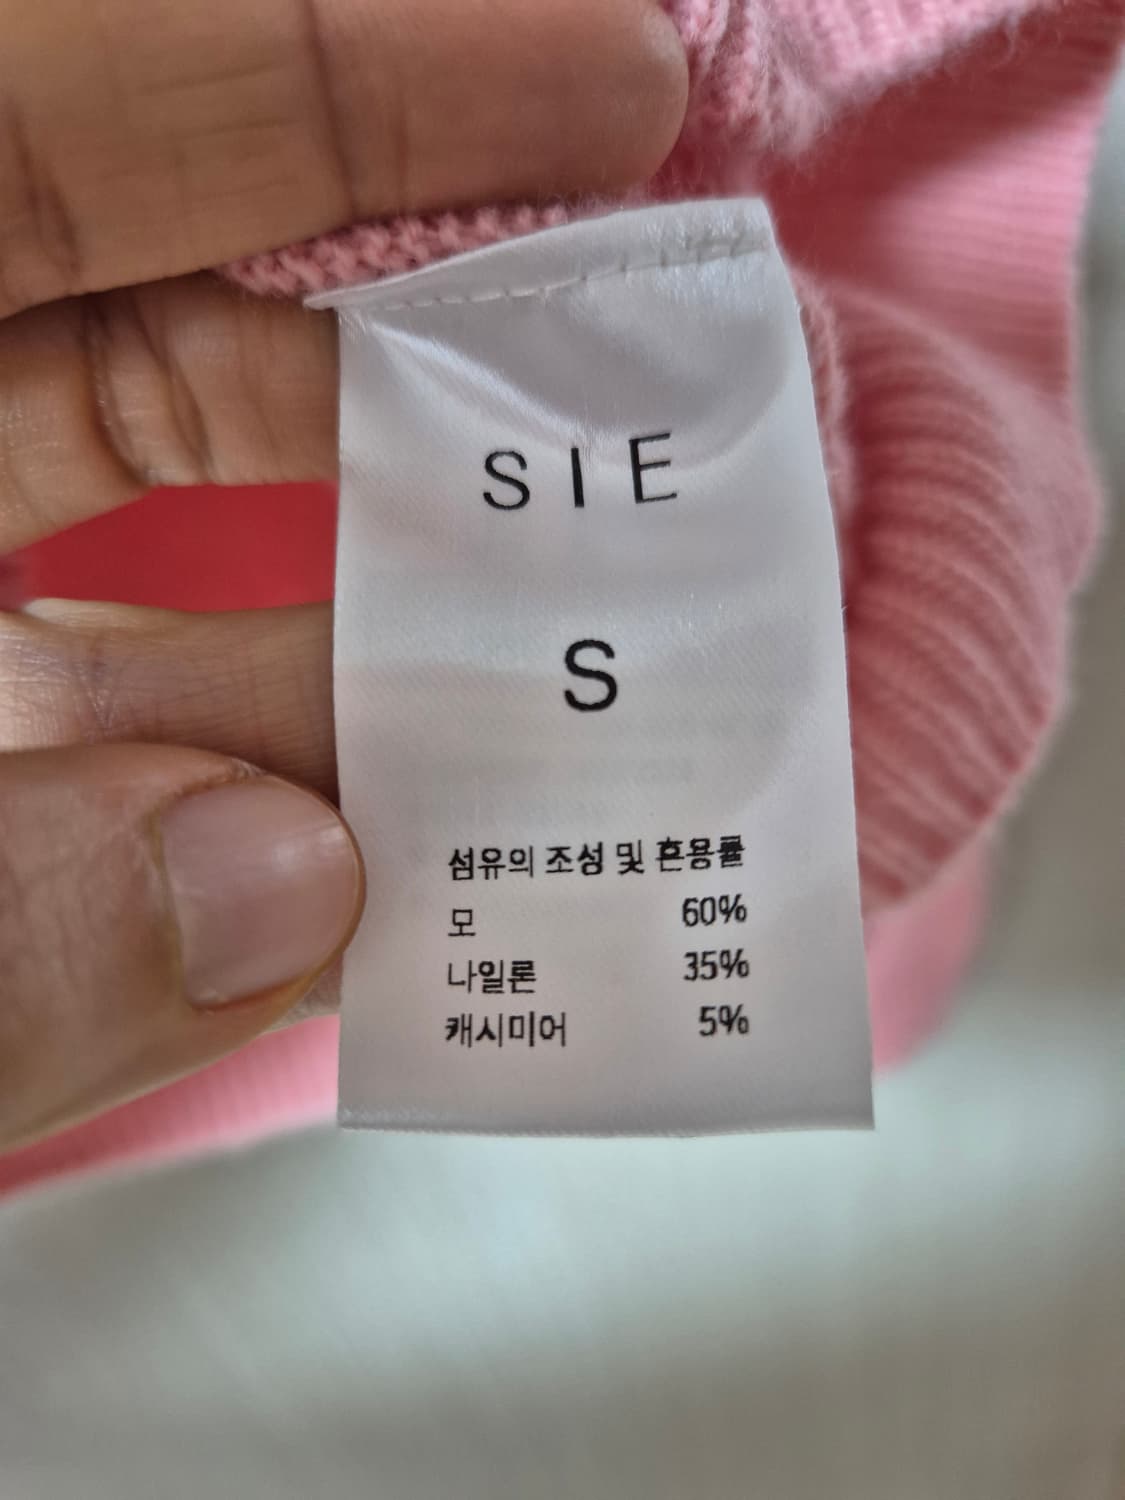 SIE
S
섬유의 조성 및 혼용률
모 60%
나일론 35%
캐시미어 5%